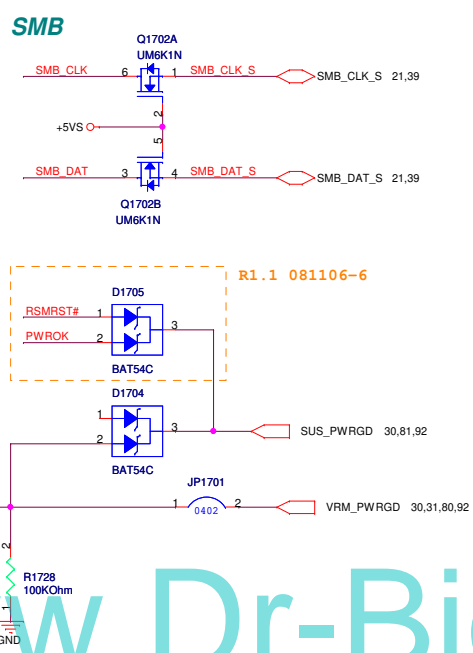 SMB
Q1702A
UM6K1N
SMB_CLK 6 1 SMB_CLK_S SMB_CLK_S 21,39
2
+5VS
5
SMB_DAT 3 4 SMB_DAT_S SMB_DAT_S 21,39
Q1702B
UM6K1N
R1.1 081106-6
D1705
RSMRST# 1
3
PWROK 2
BAT54C
D1704
1
3 SUS_PWRGD 30,81,92
2
BAT54C
JP1701
1 0402 2 VRM_PWRGD 30,31,80,92
2
R1728
100KOhm
1
GND
w Dr-Bi